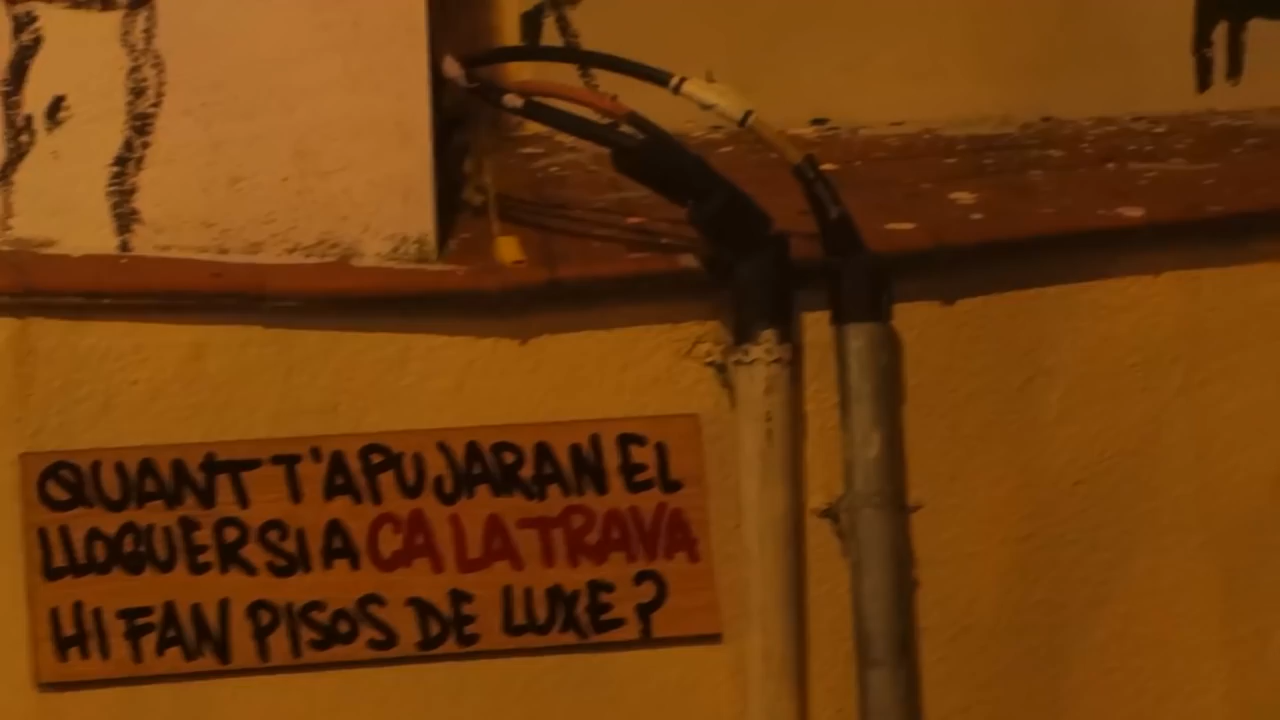 QUANT T'APUJARAN EL
LLOGUER SI A CA LA TRAVA
HI FAN PISOS DE LUXE?